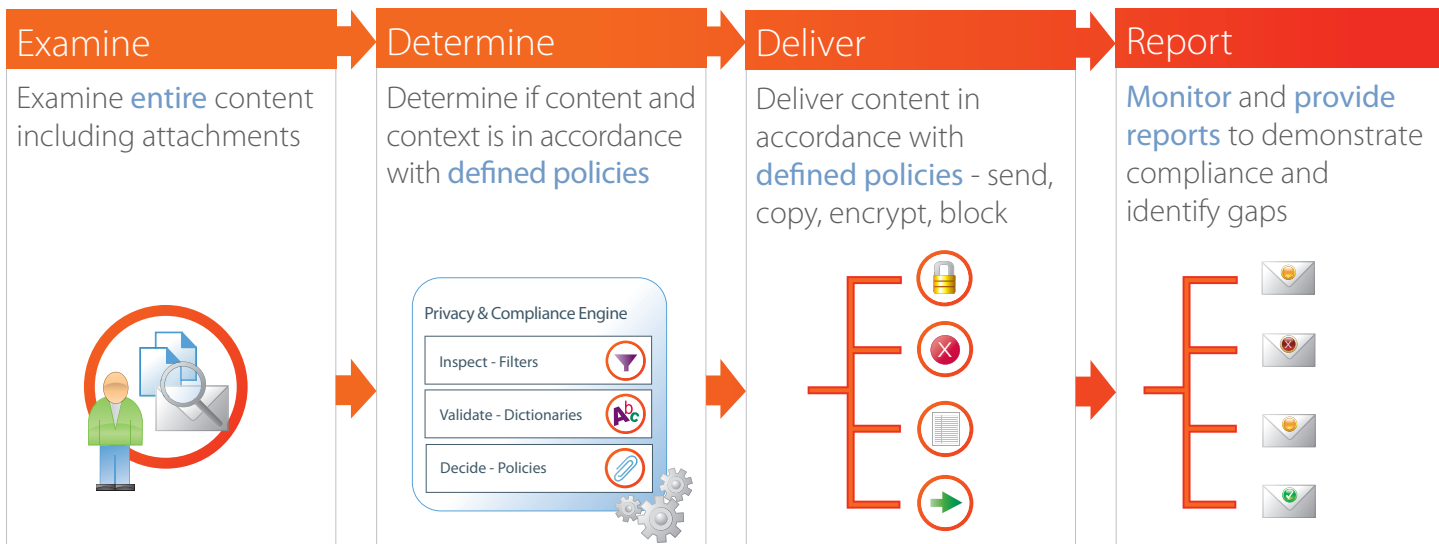 Examine
Examine entire content
including attachments
Determine
Determine if content and
context is in accordance
with defined policies
Privacy & Compliance Engine
Inspect - Filters
Validate - Dictionaries
Abc
Decide - Policies
Deliver
Deliver content in
accordance with
defined policies - send,
copy, encrypt, block
X
Report
Monitor and provide
reports to demonstrate
compliance and
identify gaps
X